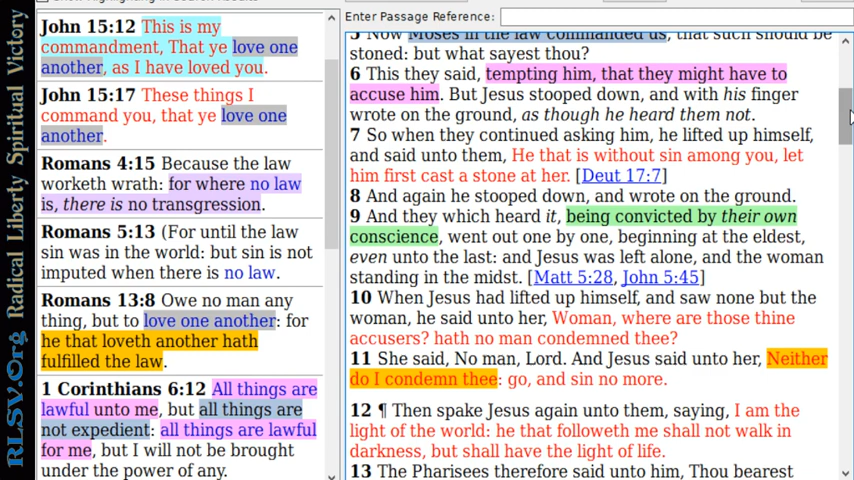 RLSV.Org Radical Liberty Spiritual Victory
John 15:12 This is my
commandment, That ye love one
another, as I have loved you.
John 15:17 These things I
command you, that ye love one
another.
Romans 4:15 Because the law
worketh wrath: for where no law
is, there is no transgression.
Romans 5:13 (For until the law
sin was in the world: but sin is not
imputed when there is no law.
Romans 13:8 Owe no man any
thing, but to love one another: for
he that loveth another hath
fulfilled the law.
1 Corinthians 6:12 All things are
lawful unto me, but all things are
not expedient: all things are lawful
for me, but I will not be brought
under the power of any.
Enter Passage Reference:
5 Now Moses in the law commanded us, that such should be
stoned: but what sayest thou?
6 This they said, tempting him, that they might have to
accuse him. But Jesus stooped down, and with his finger
wrote on the ground, as though he heard them not.
7 So when they continued asking him, he lifted up himself,
and said unto them, He that is without sin among you, let
him first cast a stone at her. [Deut 17:7]
8 And again he stooped down, and wrote on the ground.
9 And they which heard it, being convicted by their own
conscience, went out one by one, beginning at the eldest,
even unto the last: and Jesus was left alone, and the woman
standing in the midst. [Matt 5:28, John 5:45]
10 When Jesus had lifted up himself, and saw none but the
woman, he said unto her, Woman, where are those thine
accusers? hath no man condemned thee?
11 She said, No man, Lord. And Jesus said unto her, Neither
do I condemn thee: go, and sin no more.
12 ¶ Then spake Jesus again unto them, saying, I am the
light of the world: he that followeth me shall not walk in
darkness, but shall have the light of life.
13 The Pharisees therefore said unto him, Thou bearest